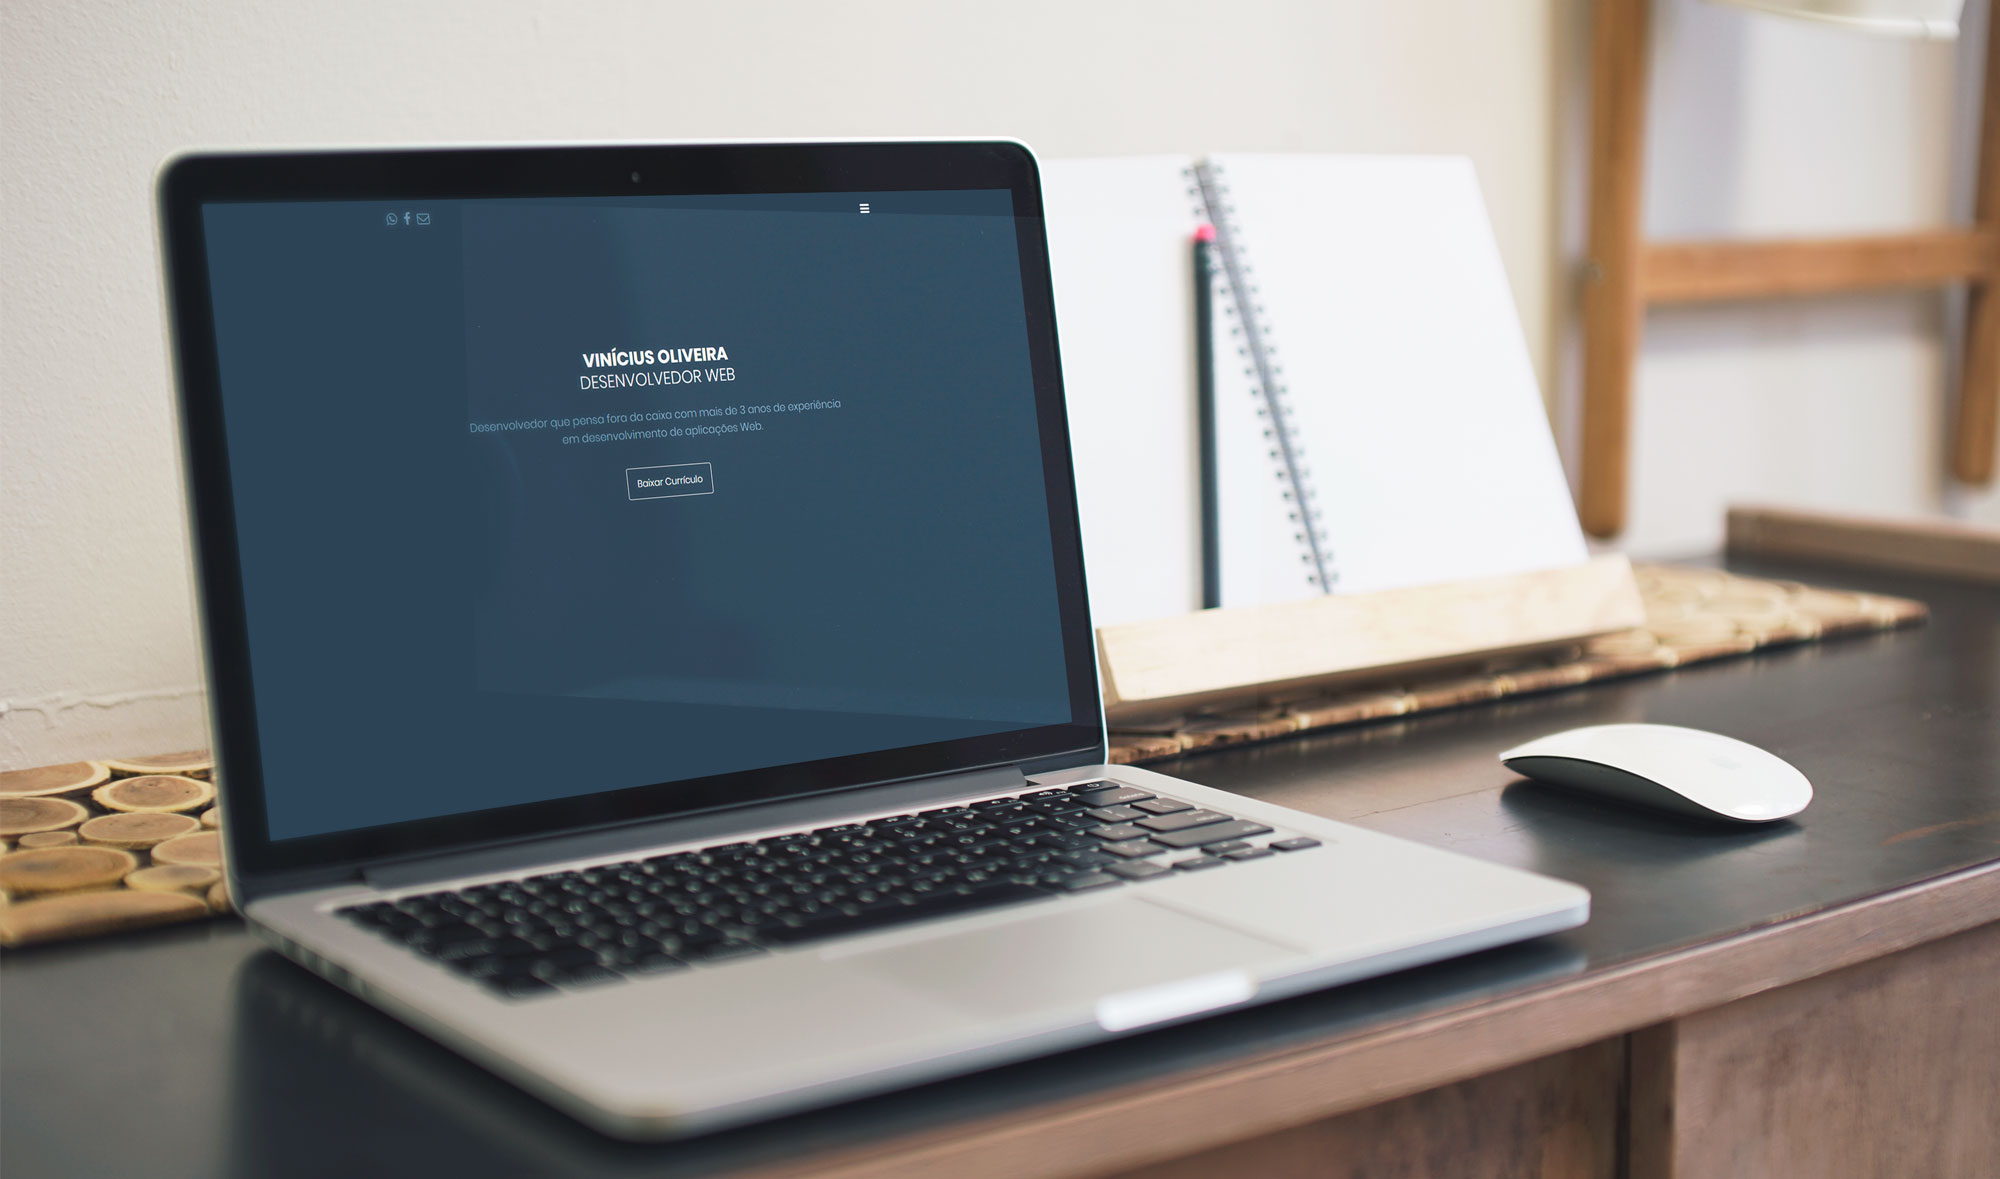 VINÍCIUS OLIVEIRA
DESENVOLVEDOR WEB
Desenvolvedor que pensa fora da caixa com mais de 3 anos de experiência
em desenvolvimento de aplicações Web.
Baixar Currículo